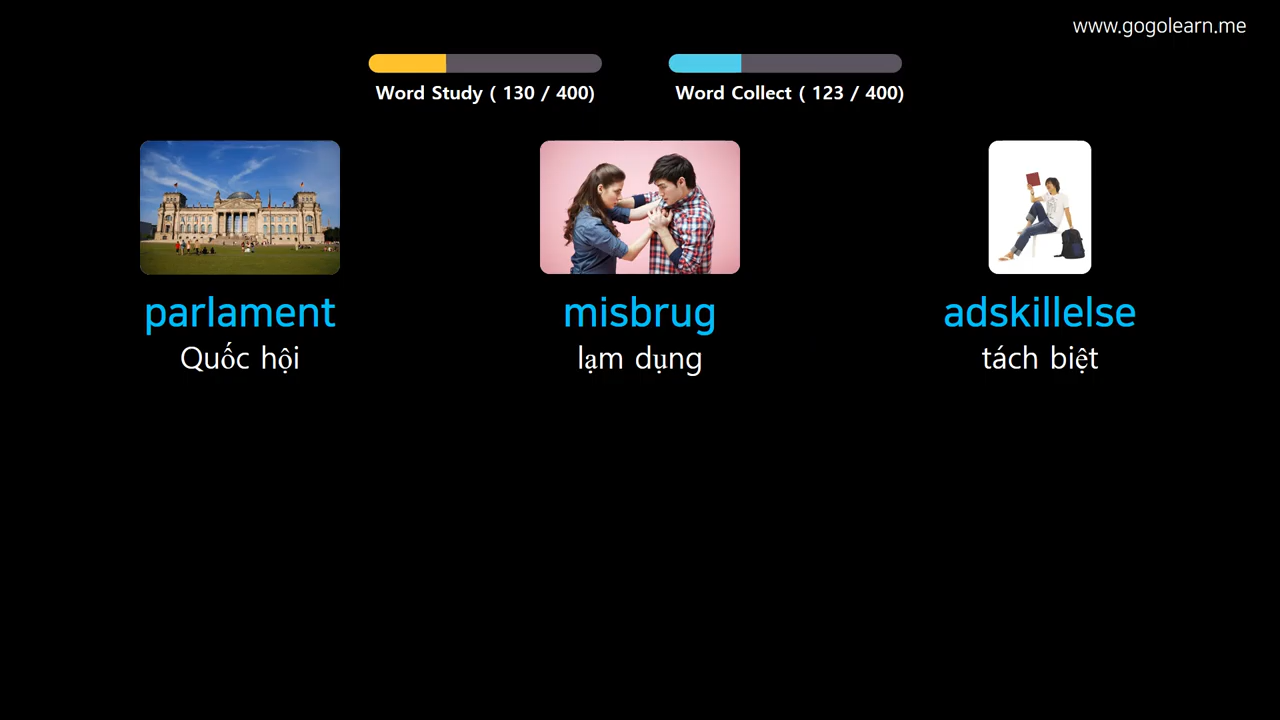 www.gogolearn.me
Word Study ( 130 / 400)
Word Collect ( 123 / 400)
parlament
misbrug
adskillelse
Quốc hội
lạm dụng
tách biệt